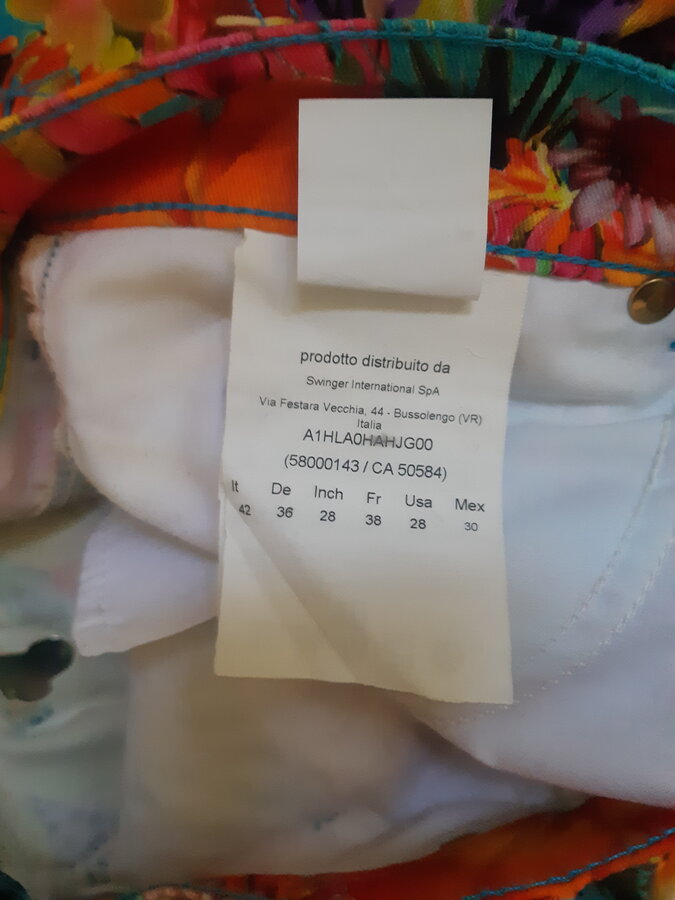 prodotto distribuito da
Swinger International SpA
Via Festara Vecchia, 44 - Bussolengo (VR)
Italia
A1HLA0HAHJG00
(58000143 / CA 50584)
It De Inch Fr Usa Mex
42 36 28 38 28 30